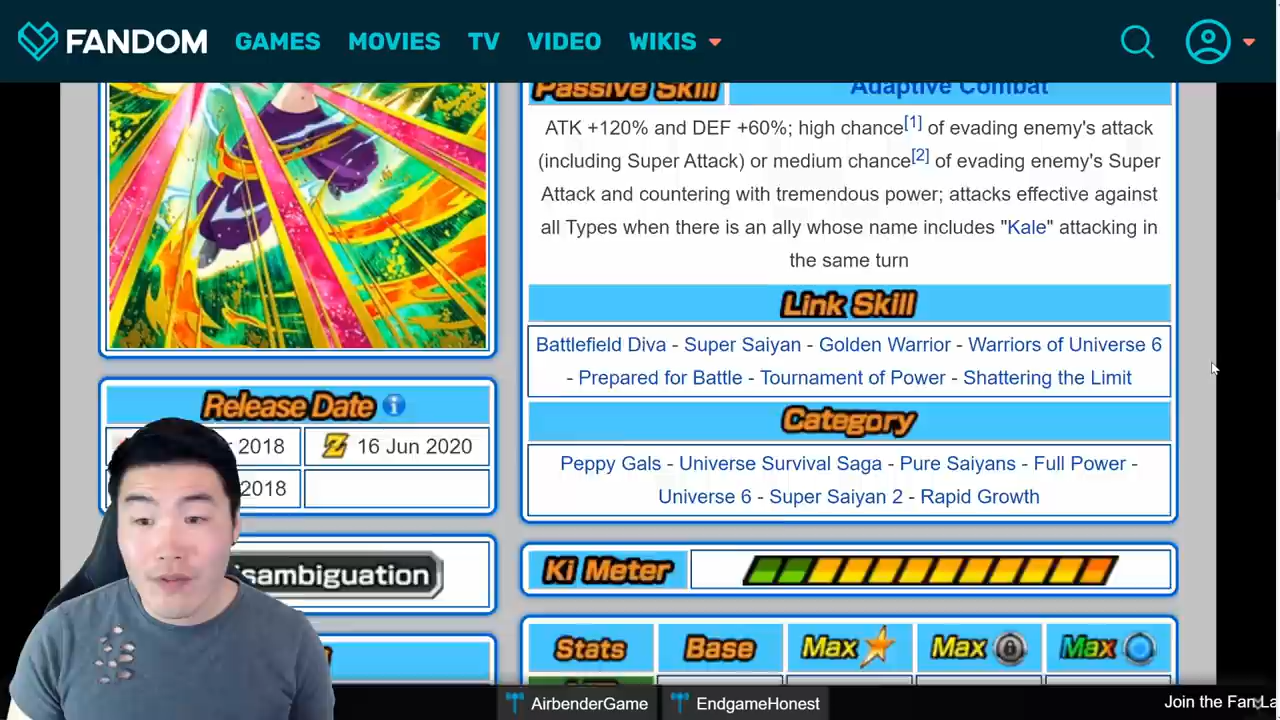 FANDOM GAMES MOVIES TV VIDEO WIKIS
Passive Skill Adaptive Combat
ATK +120% and DEF +60%; high chance[1] of evading enemy's attack
(including Super Attack) or medium chance[2] of evading enemy's Super
Attack and countering with tremendous power; attacks effective against
all Types when there is an ally whose name includes "Kale" attacking in
the same turn
Link Skill
Battlefield Diva - Super Saiyan - Golden Warrior - Warriors of Universe 6
- Prepared for Battle - Tournament of Power - Shattering the Limit
Category
Peppy Gals - Universe Survival Saga - Pure Saiyans - Full Power -
Universe 6 - Super Saiyan 2 - Rapid Growth
Release Date
2018 Z 16 Jun 2020
2018
isambiguation
Ki Meter
Stats Base Max Max Max
AirbenderGame EndgameHonest Join the Fan La